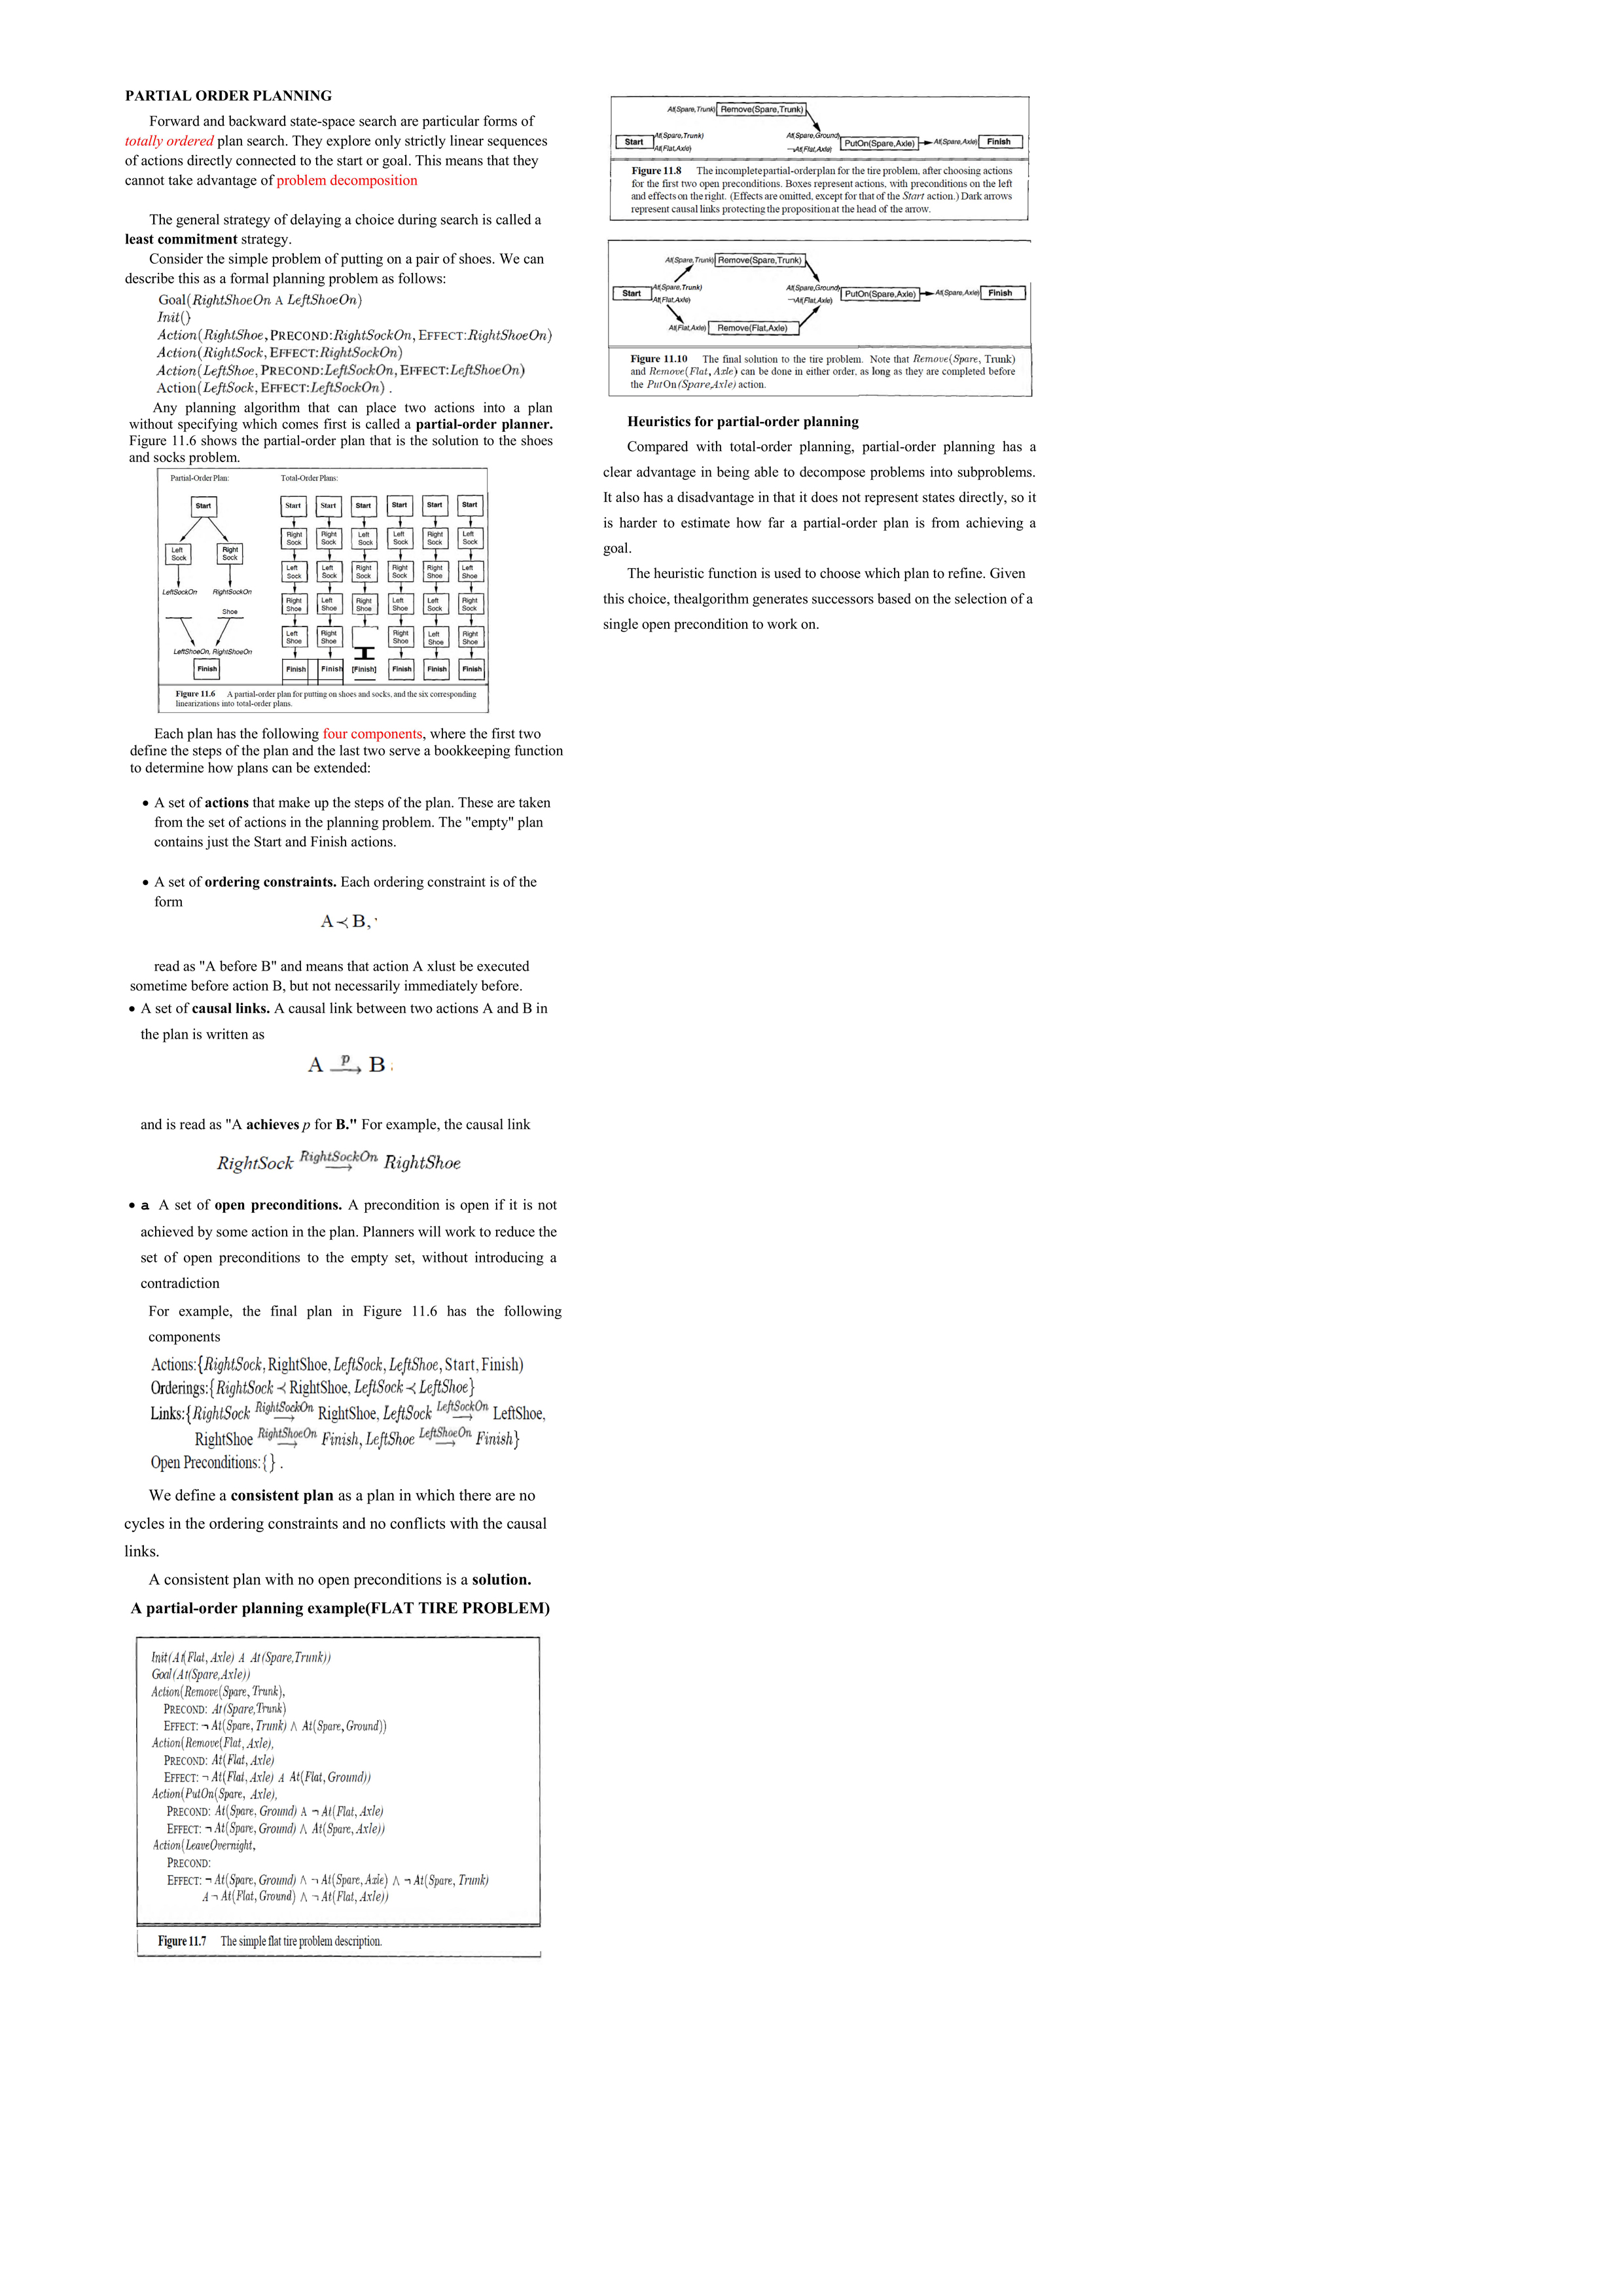 PARTIAL ORDER PLANNING
Forward and backward state-space search are particular forms of
totally ordered plan search. They explore only strictly linear sequences
of actions directly connected to the start or goal. This means that they
cannot take advantage of problem decomposition
The general strategy of delaying a choice during search is called a
least commitment strategy.
Consider the simple problem of putting on a pair of shoes. We can
describe this as a formal planning problem as follows:
Goal(RightShoeOn A LeftShoeOn)
Init()
Action(RightShoe, PRECOND:RightSockOn, EFFECT:RightShoeOn)
Action(RightSock, EFFECT:RightSockOn)
Action(LeftShoe, PRECOND:LeftSockOn, EFFECT:LeftShoeOn)
Action(LeftSock, EFFECT:LeftSockOn) .
Any planning algorithm that can place two actions into a plan
without specifying which comes first is called a partial-order planner.
Figure 11.6 shows the partial-order plan that is the solution to the shoes
and socks problem.
Partial-Order Plan: Total-Order Plans:
Start
Left Sock
Right Sock
LeftSockOn RightSockOn
Shoe
LeftShoeOn, RightShoeOn
Finish
Start Start Start Start Start Start
Right Sock Right Sock Left Sock Left Sock Right Sock Left Sock
Left Sock Left Sock Right Sock Right Sock Right Shoe Left Shoe
Right Shoe Left Shoe Right Shoe Left Shoe Left Sock Right Sock
Left Shoe Right Shoe Right Shoe Left Shoe Right Shoe
Finish Finish [Finish] Finish Finish Finish
Figure 11.6 A partial-order plan for putting on shoes and socks, and the six corresponding
linearizations into total-order plans.
Each plan has the following four components, where the first two
define the steps of the plan and the last two serve a bookkeeping function
to determine how plans can be extended:
• A set of actions that make up the steps of the plan. These are taken
from the set of actions in the planning problem. The "empty" plan
contains just the Start and Finish actions.
• A set of ordering constraints. Each ordering constraint is of the
form
A ≺ B,
read as "A before B" and means that action A xlust be executed
sometime before action B, but not necessarily immediately before.
• A set of causal links. A causal link between two actions A and B in
the plan is written as
A —p→ B
and is read as "A achieves p for B." For example, the causal link
RightSock —RightSockOn→ RightShoe
• a A set of open preconditions. A precondition is open if it is not
achieved by some action in the plan. Planners will work to reduce the
set of open preconditions to the empty set, without introducing a
contradiction
For example, the final plan in Figure 11.6 has the following
components
Actions:{RightSock, RightShoe, LeftSock, LeftShoe, Start, Finish)
Orderings:{RightSock ≺ RightShoe, LeftSock ≺ LeftShoe}
Links:{RightSock —RightSockOn→ RightShoe, LeftSock —LeftSockOn→ LeftShoe,
RightShoe —RightShoeOn→ Finish, LeftShoe —LeftShoeOn→ Finish}
Open Preconditions:{} .
We define a consistent plan as a plan in which there are no
cycles in the ordering constraints and no conflicts with the causal
links.
A consistent plan with no open preconditions is a solution.
A partial-order planning example(FLAT TIRE PROBLEM)
Init(At(Flat, Axle) A At(Spare,Trunk))
Goal(At(Spare,Axle))
Action(Remove(Spare, Trunk),
PRECOND: At(Spare,Trunk)
EFFECT: ¬ At(Spare, Trunk) ∧ At(Spare, Ground))
Action(Remove(Flat, Axle),
PRECOND: At(Flat, Axle)
EFFECT: ¬ At(Flat, Axle) A At(Flat, Ground))
Action(PutOn(Spare, Axle),
PRECOND: At(Spare, Ground) A ¬ At(Flat, Axle)
EFFECT: ¬ At(Spare, Ground) ∧ At(Spare, Axle))
Action(LeaveOvernight,
PRECOND:
EFFECT: ¬ At(Spare, Ground) ∧ ¬ At(Spare, Axle) ∧ ¬ At(Spare, Trunk)
A ¬ At(Flat, Ground) ∧ ¬ At(Flat, Axle))
Figure 11.7 The simple flat tire problem description.
At(Spare,Trunk) Remove(Spare,Trunk)
Start At(Spare,Trunk) At(Spare,Ground) PutOn(Spare,Axle) At(Spare,Axle) Finish
At(Flat,Axle) ¬At(Flat,Axle)
Figure 11.8 The incomplete partial-order plan for the tire problem, after choosing actions
for the first two open preconditions. Boxes represent actions, with preconditions on the left
and effects on the right. (Effects are omitted, except for that of the Start action.) Dark arrows
represent causal links protecting the proposition at the head of the arrow.
At(Spare,Trunk) Remove(Spare,Trunk)
Start At(Spare,Trunk) At(Spare,Ground) PutOn(Spare,Axle) At(Spare,Axle) Finish
At(Flat,Axle) ¬At(Flat,Axle)
At(Flat,Axle) Remove(Flat,Axle)
Figure 11.10 The final solution to the tire problem. Note that Remove(Spare, Trunk)
and Remove(Flat, Axle) can be done in either order, as long as they are completed before
the PutOn(Spare,Axle) action.
Heuristics for partial-order planning
Compared with total-order planning, partial-order planning has a
clear advantage in being able to decompose problems into subproblems.
It also has a disadvantage in that it does not represent states directly, so it
is harder to estimate how far a partial-order plan is from achieving a
goal.
The heuristic function is used to choose which plan to refine. Given
this choice, thealgorithm generates successors based on the selection of a
single open precondition to work on.